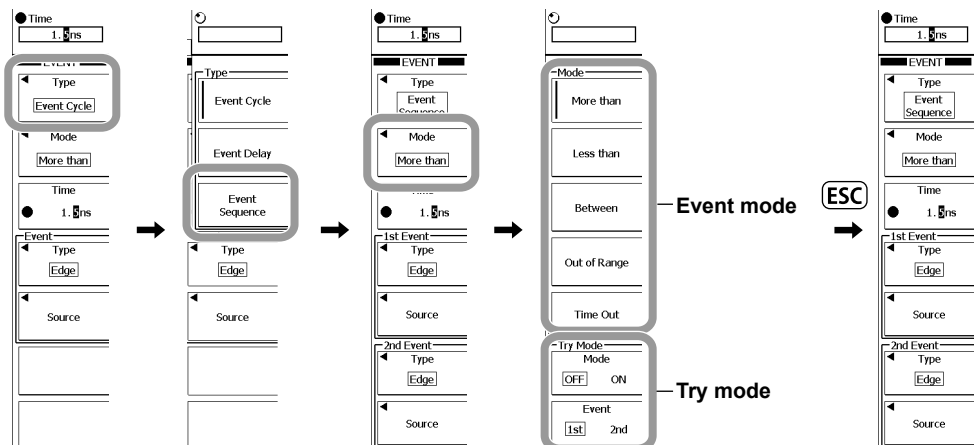 Time
1.5ns
EVENT
Type
Event Cycle
Mode
More than
Time
1.5ns
Event
Type
Edge
Source
Type
Event Cycle
Event Delay
Event
Sequence
Type
Edge
Source
Time
1.5ns
EVENT
Type
Event
Sequence
Mode
More than
Time
1.5ns
1st Event
Type
Edge
Source
2nd Event
Type
Edge
Source
Mode
More than
Less than
Between
Out of Range
Time Out
Event mode
Try Mode
Mode
OFF ON
Event
1st 2nd
Try mode
ESC
Time
1.5ns
EVENT
Type
Event
Sequence
Mode
More than
Time
1.5ns
1st Event
Type
Edge
Source
2nd Event
Type
Edge
Source